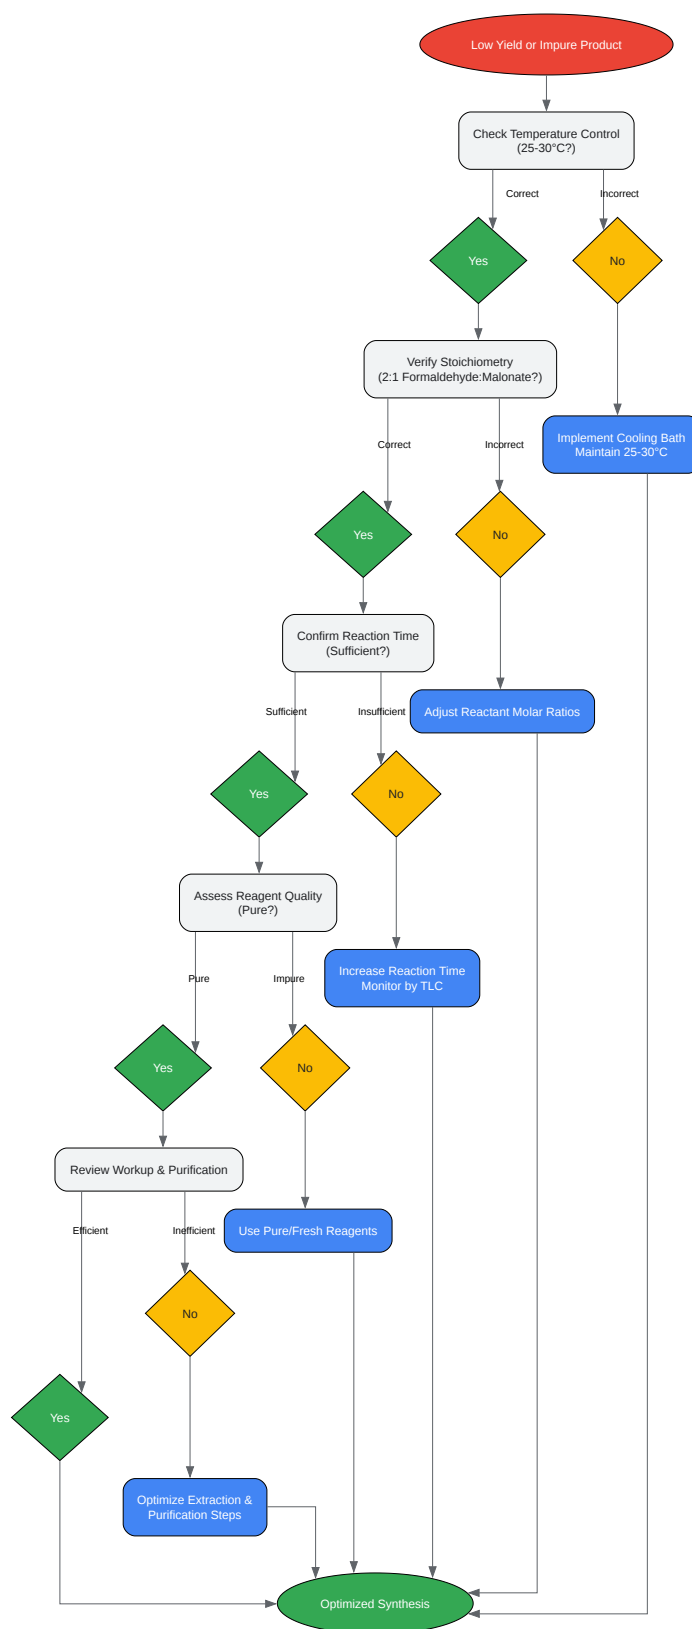 Low Yield or Impure Product
Check Temperature Control
(25-30°C?)
Correct
Incorrect
Yes
No
Verify Stoichiometry
(2:1 Formaldehyde:Malonate?)
Implement Cooling Bath
Maintain 25-30°C
Correct
Incorrect
Yes
No
Confirm Reaction Time
(Sufficient?)
Sufficient
Insufficient
Adjust Reactant Molar Ratios
Yes
No
Assess Reagent Quality
(Pure?)
Pure
Impure
Increase Reaction Time
Monitor by TLC
Yes
No
Review Workup & Purification
Efficient
Inefficient
Use Pure/Fresh Reagents
No
Yes
Optimize Extraction &
Purification Steps
Optimized Synthesis